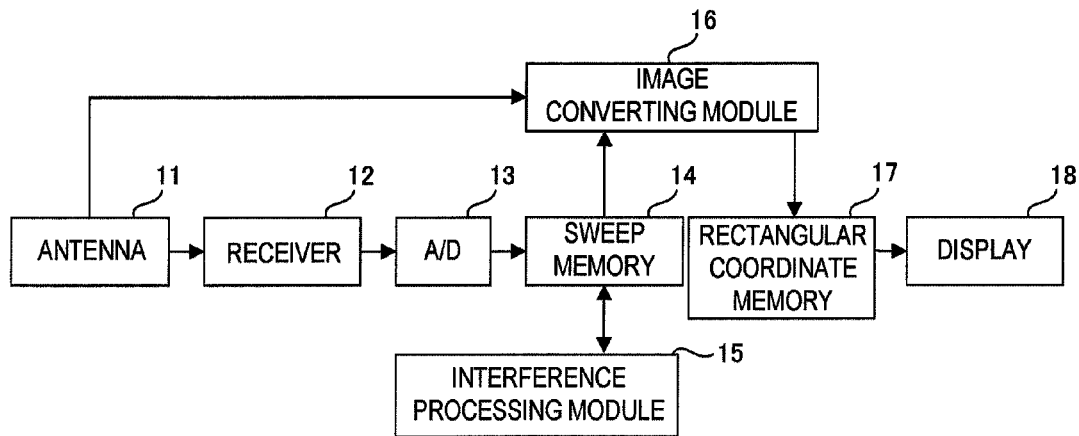 16
IMAGE
CONVERTING MODULE
11
12
13
14
17
18
ANTENNA
RECEIVER
A/D
SWEEP
MEMORY
RECTANGULAR
COORDINATE
MEMORY
DISPLAY
15
INTERFERENCE
PROCESSING MODULE